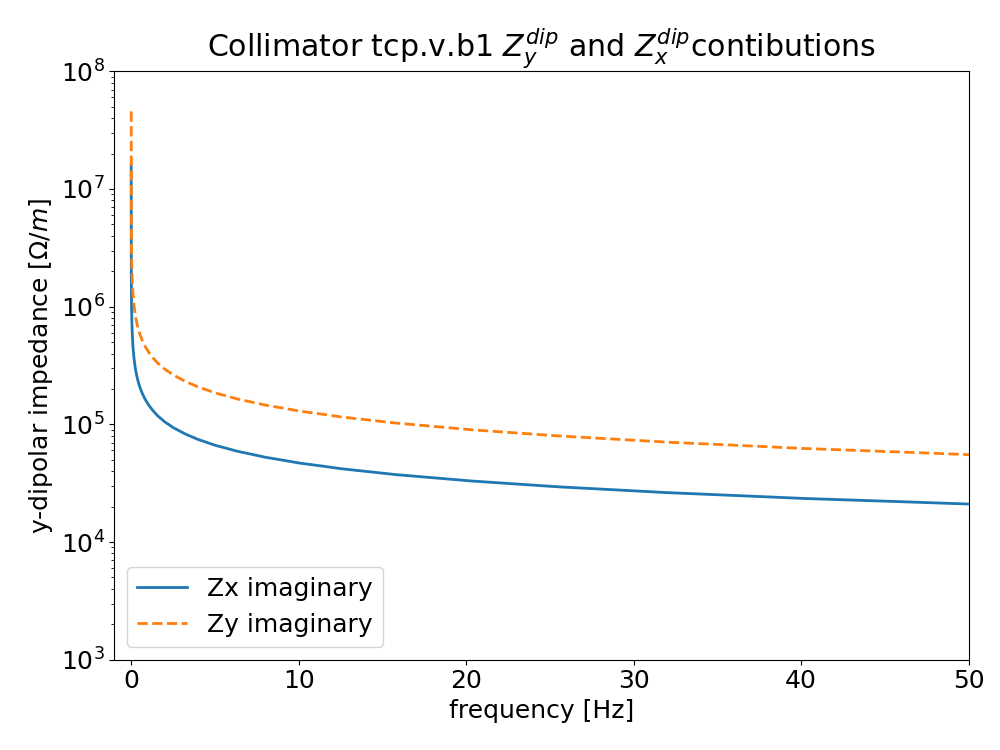 Collimator tcp.v.b1 $Z_y^{dip}$ and $Z_x^{dip}$contibutions
y-dipolar impedance [Ω/m]
10^8
10^7
10^6
10^5
10^4
10^3
Zx imaginary
Zy imaginary
0 10 20 30 40 50
frequency [Hz]